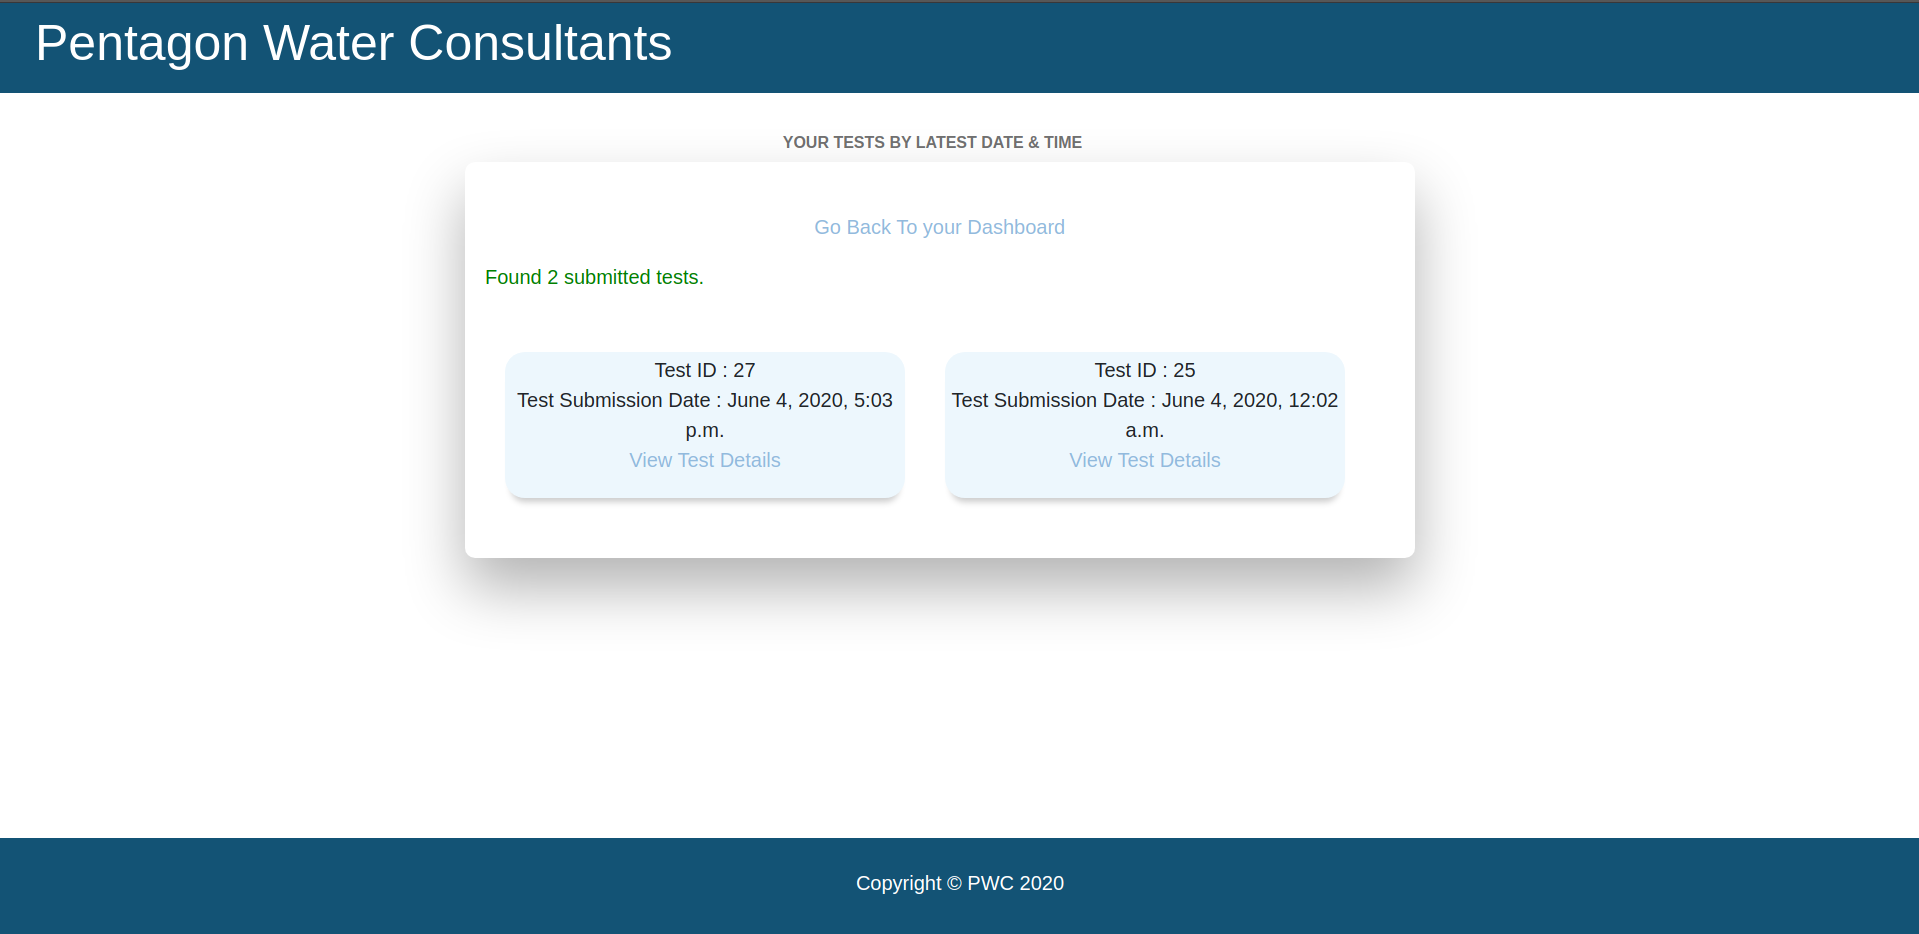 Pentagon Water Consultants
YOUR TESTS BY LATEST DATE & TIME
Go Back To your Dashboard
Found 2 submitted tests.
Test ID : 27
Test Submission Date : June 4, 2020, 5:03
p.m.
View Test Details
Test ID : 25
Test Submission Date : June 4, 2020, 12:02
a.m.
View Test Details
Copyright © PWC 2020